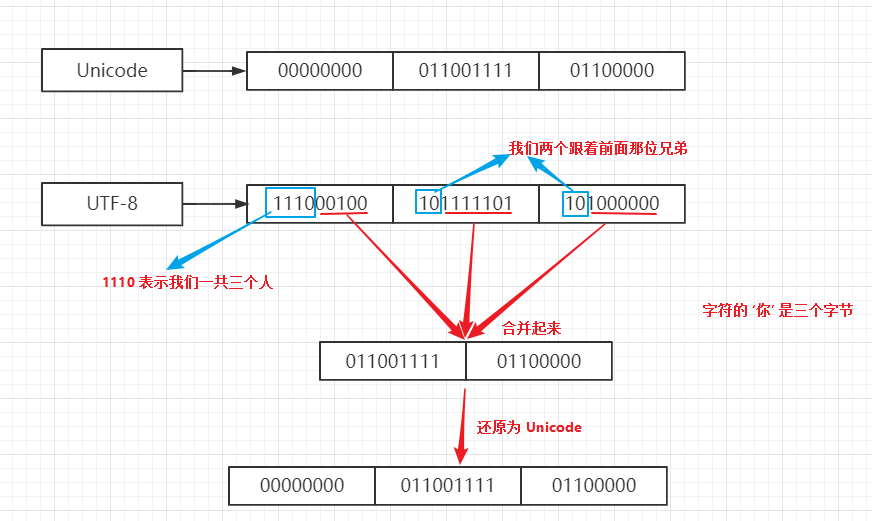 Unicode
00000000
011001111
01100000
我们两个跟着前面那位兄弟
UTF-8
111000100
101111101
101000000
1110 表示我们一共三个人
字符的 ‘你’ 是三个字节
合并起来
011001111
01100000
还原为 Unicode
00000000
011001111
01100000